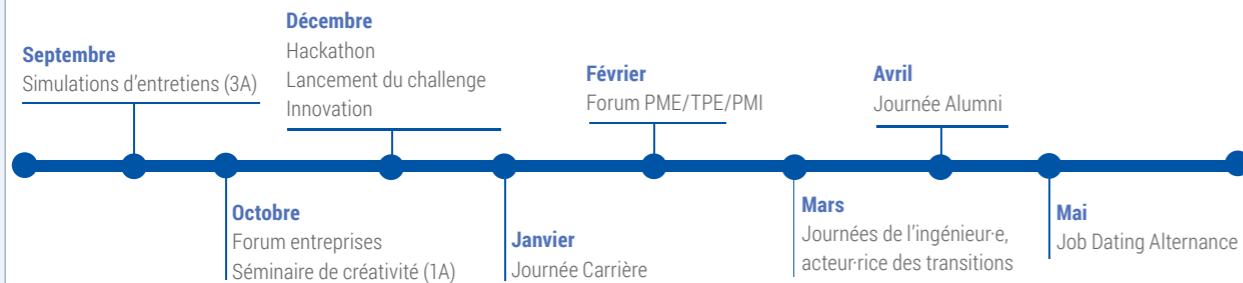 Septembre
Simulations d'entretiens (3A)
Octobre
Forum entreprises
Séminaire de créativité (1A)
Décembre
Hackathon
Lancement du challenge
Innovation
Janvier
Journée Carrière
Février
Forum PME/TPE/PMI
Mars
Journées de l'ingénieur·e,
acteur·rice des transitions
Avril
Journée Alumni
Mai
Job Dating Alternance